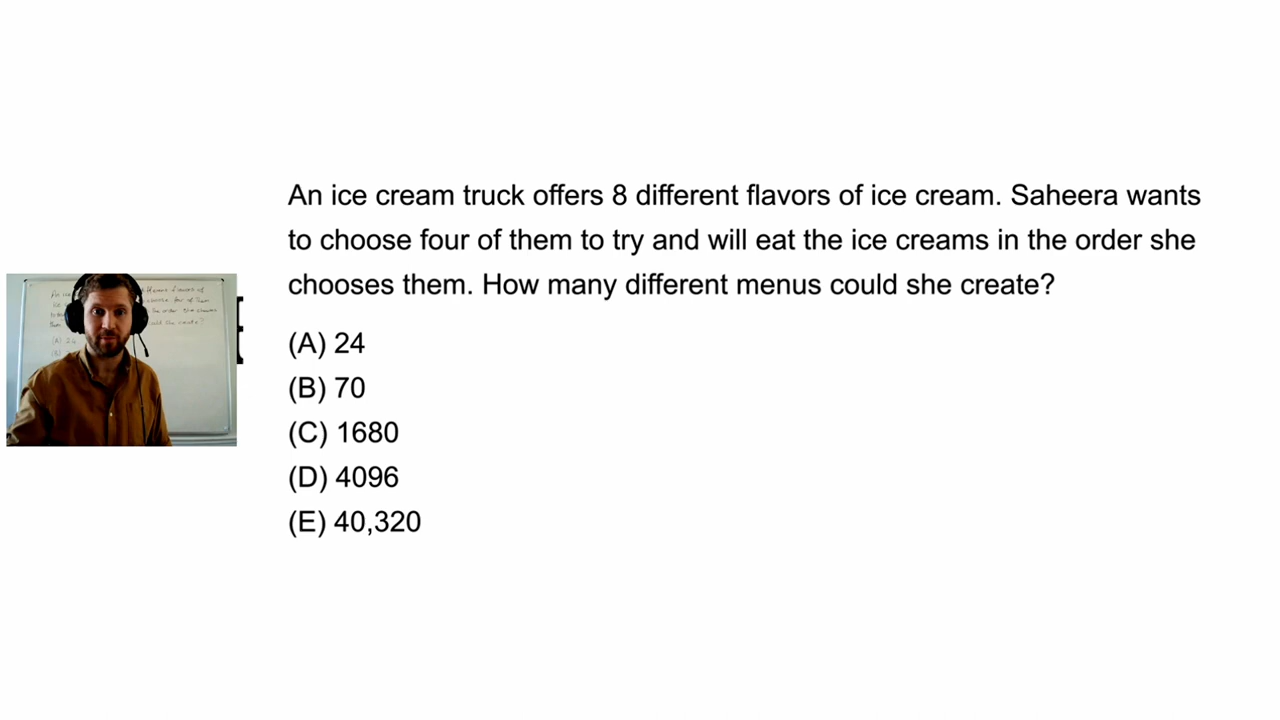 An ice cream truck offers 8 different flavors of ice cream. Saheera wants
to choose four of them to try and will eat the ice creams in the order she
chooses them. How many different menus could she create?
(A) 24
(B) 70
(C) 1680
(D) 4096
(E) 40,320